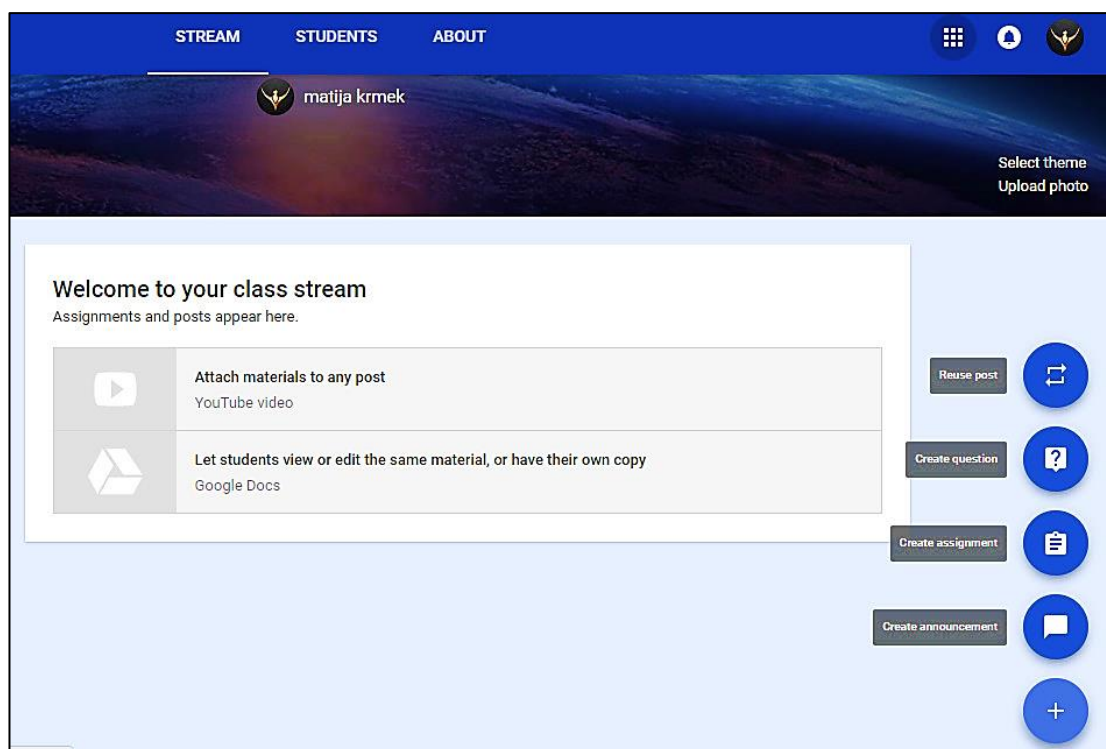 STREAM STUDENTS ABOUT
matija krmek
Select theme
Upload photo
Welcome to your class stream
Assignments and posts appear here.
Attach materials to any post
YouTube video
Let students view or edit the same material, or have their own copy
Google Docs
Reuse post
Create question
Create assignment
Create announcement